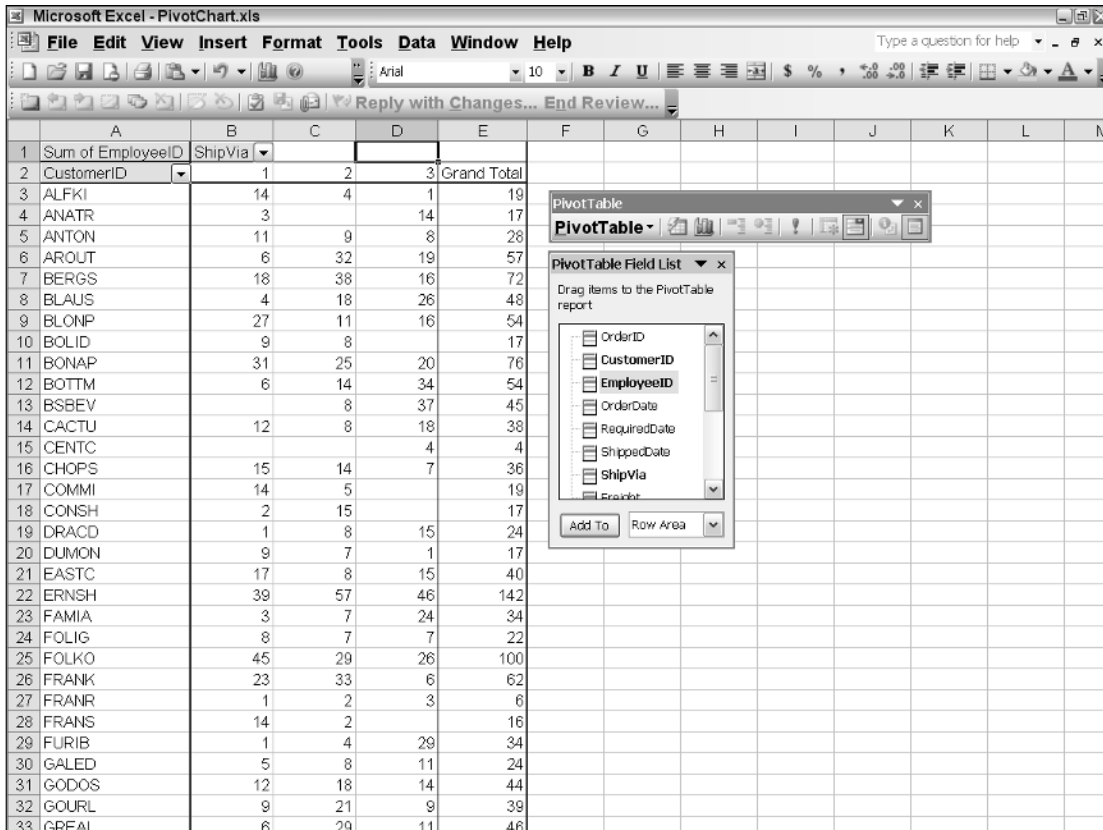 Microsoft Excel - PivotChart.xls
File Edit View Insert Format Tools Data Window Help Type a question for help
Arial 10 B I U $ % ,
Reply with Changes... End Review...
A B C D E F G H I J K L
1 Sum of EmployeeID ShipVia
2 CustomerID 1 2 3 Grand Total
3 ALFKI 14 4 1 19
4 ANATR 3 14 17
5 ANTON 11 9 8 28
6 AROUT 6 32 19 57
7 BERGS 18 38 16 72
8 BLAUS 4 18 26 48
9 BLONP 27 11 16 54
10 BOLID 9 8 17
11 BONAP 31 25 20 76
12 BOTTM 6 14 34 54
13 BSBEV 8 37 45
14 CACTU 12 8 18 38
15 CENTC 4 4
16 CHOPS 15 14 7 36
17 COMMI 14 5 19
18 CONSH 2 15 17
19 DRACD 1 8 15 24
20 DUMON 9 7 1 17
21 EASTC 17 8 15 40
22 ERNSH 39 57 46 142
23 FAMIA 3 7 24 34
24 FOLIG 8 7 7 22
25 FOLKO 45 29 26 100
26 FRANK 23 33 6 62
27 FRANR 1 2 3 6
28 FRANS 14 2 16
29 FURIB 1 4 29 34
30 GALED 5 8 11 24
31 GODOS 12 18 14 44
32 GOURL 9 21 9 39
33 GREAL 6 29 11 46
PivotTable
PivotTable
PivotTable Field List
Drag items to the PivotTable
report
OrderID
CustomerID
EmployeeID
OrderDate
RequiredDate
ShippedDate
ShipVia
Freight
Add To Row Area